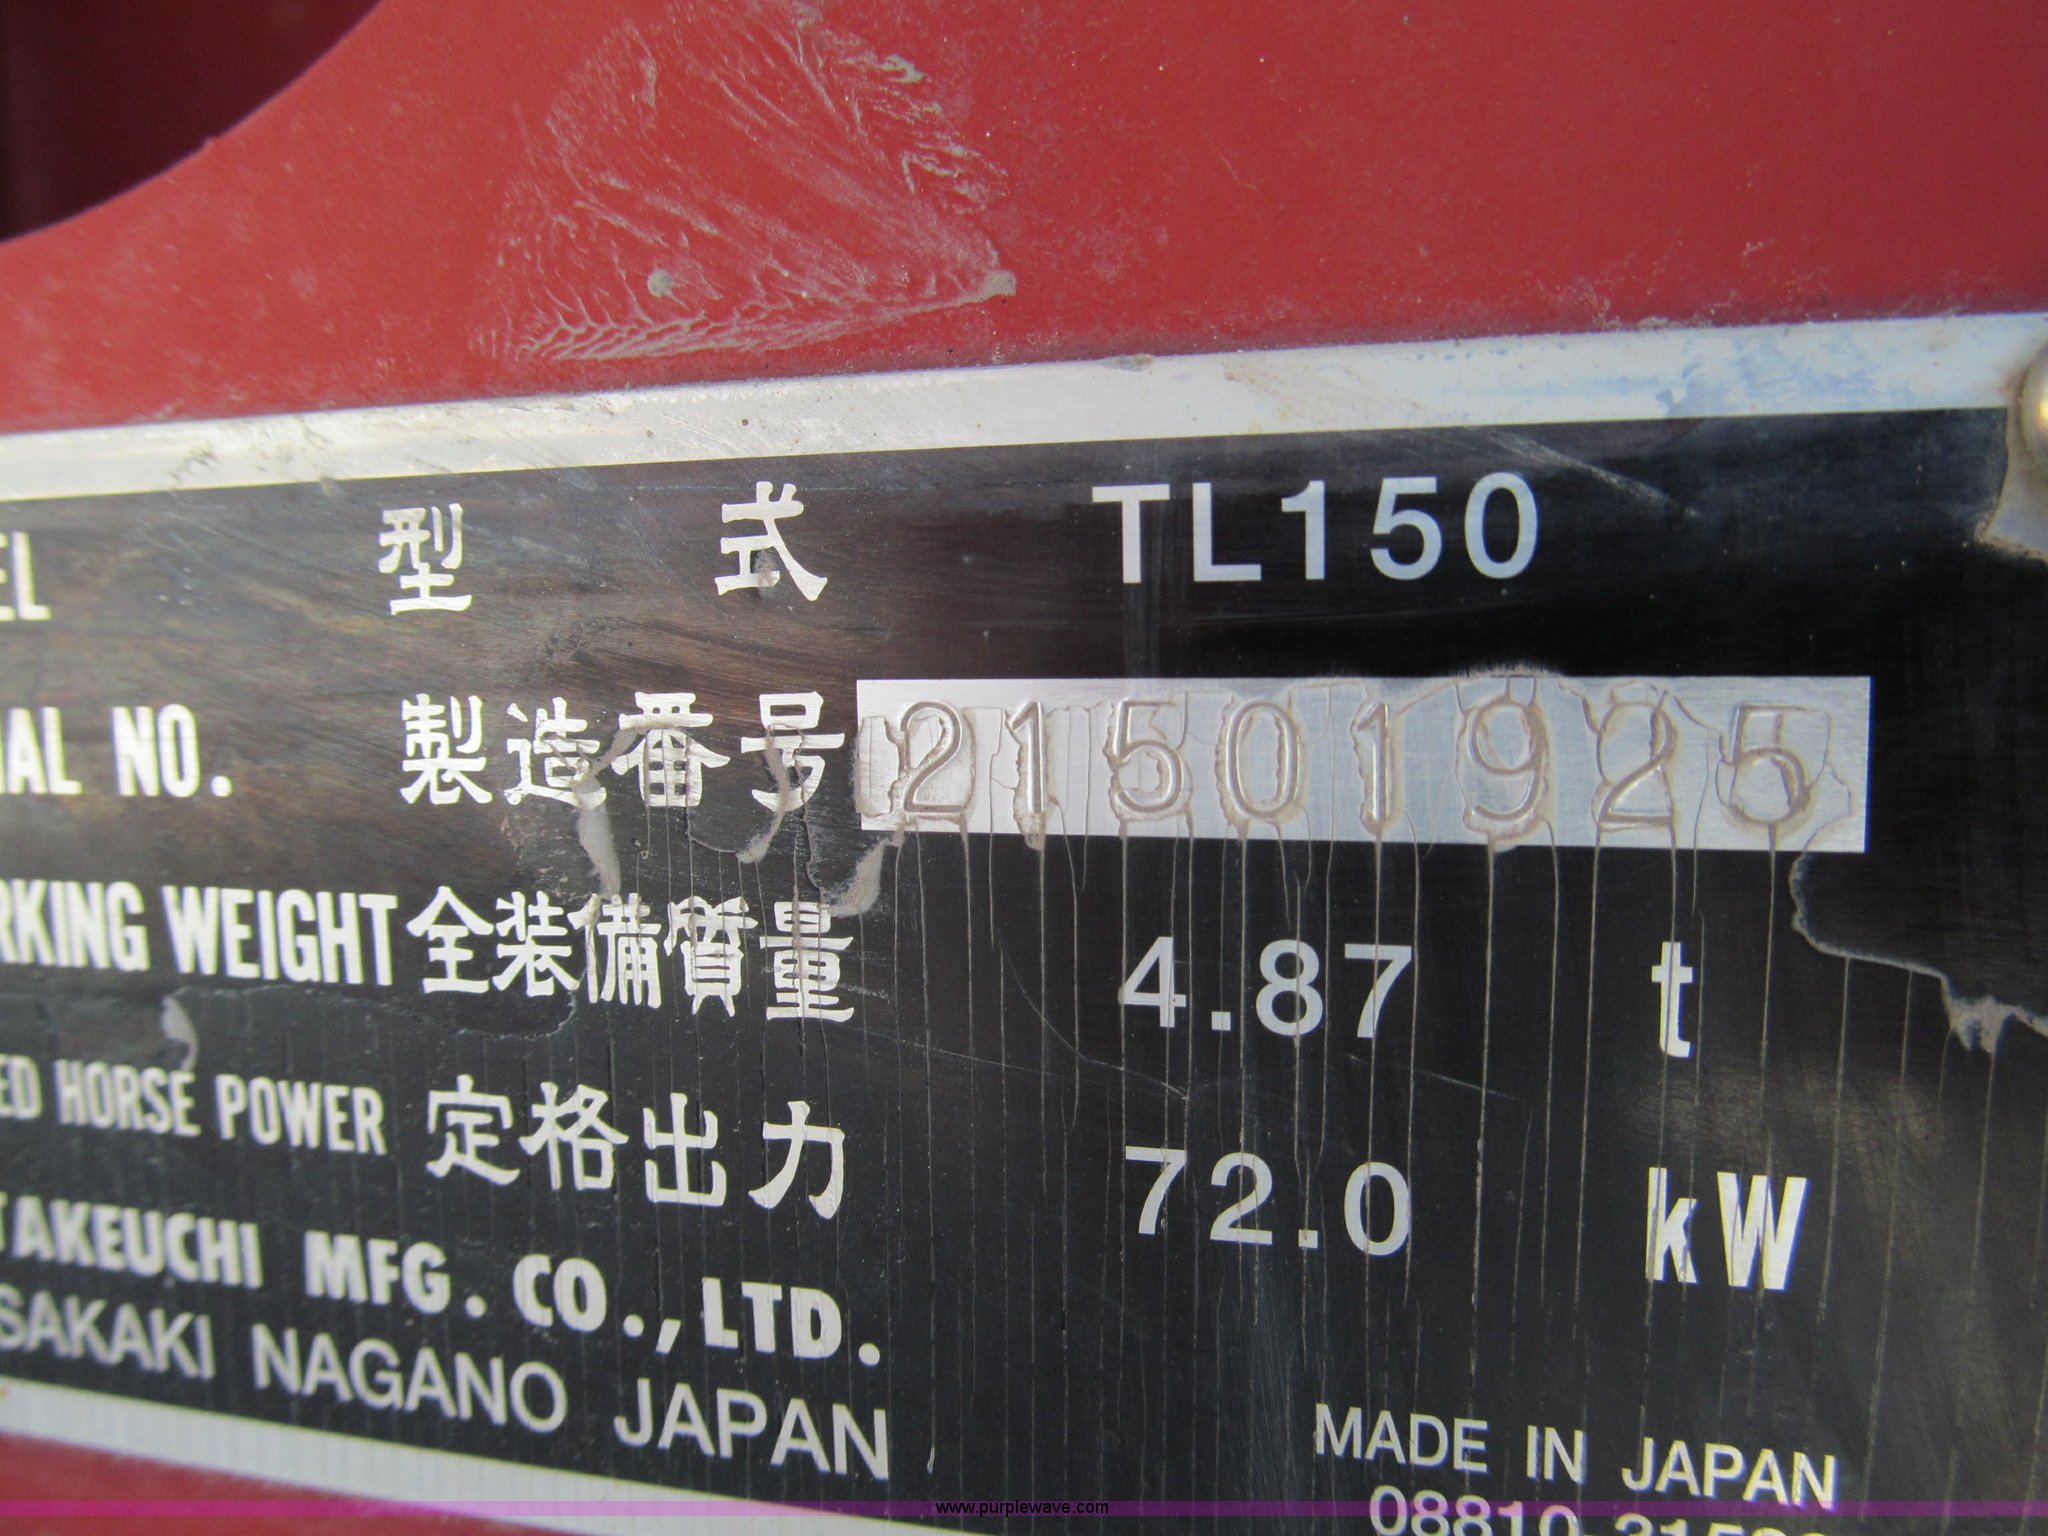 EL 型式 TL150
IAL NO. 製造番号 21501925
RKING WEIGHT 全装備質量 4.87 t
ED HORSE POWER 定格出力 72.0 kW
TAKEUCHI MFG. CO., LTD.
SAKAKI NAGANO JAPAN
MADE IN JAPAN
www.purplewave.com